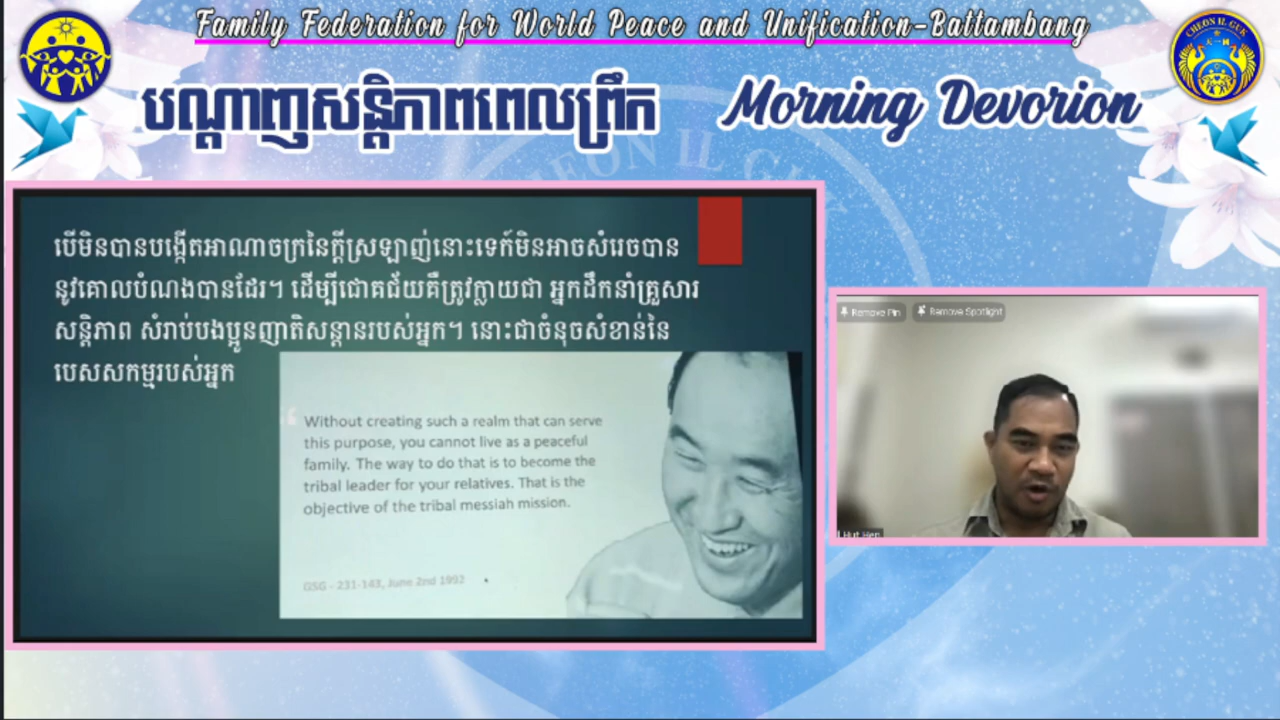 Family Federation for World Peace and Unification-Battambang
CHEON IL GUK
បណ្ដាញសន្តិភាពពេលព្រឹក
Morning Devorion
CHEON IL GUK
បើមិនបានបង្កើតអាណាចក្រនៃក្ដីស្រឡាញ់នោះទេក៍មិនអាចសំរេចបាន
នូវគោលបំណងបានដែរ។ ដើម្បីជោគជ័យគឺត្រូវក្លាយជា អ្នកដឹកនាំគ្រួសារ
សន្តិភាព សំរាប់បងប្អូនញាតិសន្តានរបស់អ្នក។ នោះជាចំនុចសំខាន់នៃ
បេសសកម្មរបស់អ្នក
Without creating such a realm that can serve
this purpose, you cannot live as a peaceful
family. The way to do that is to become the
tribal leader for your relatives. That is the
objective of the tribal messiah mission.
GSG - 231-143, June 2nd 1992
Remove Pin
Remove Spotlight
Hut Hen